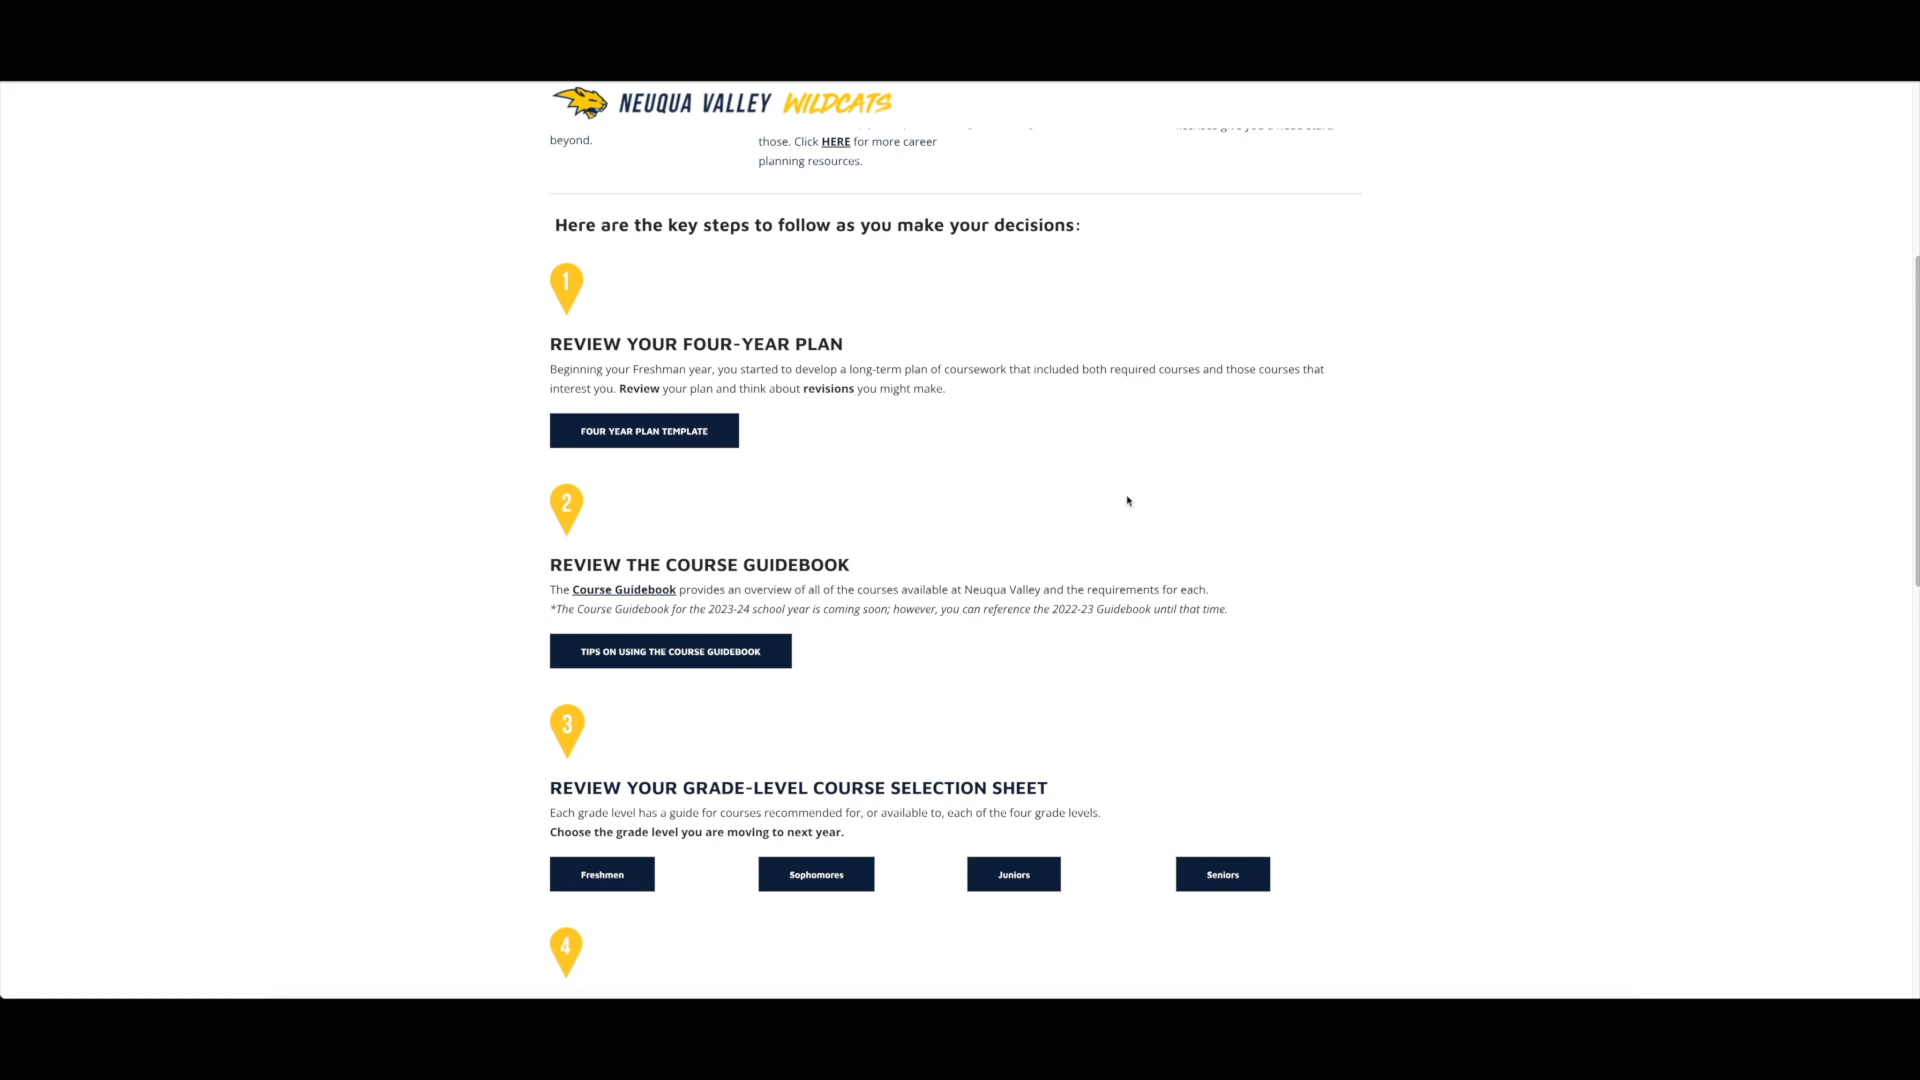 NEUQUA VALLEY WILDCATS
beyond.
those. Click HERE for more career
planning resources.
Here are the key steps to follow as you make your decisions:
1
REVIEW YOUR FOUR-YEAR PLAN
Beginning your Freshman year, you started to develop a long-term plan of coursework that included both required courses and those courses that
interest you. Review your plan and think about revisions you might make.
FOUR YEAR PLAN TEMPLATE
2
REVIEW THE COURSE GUIDEBOOK
The Course Guidebook provides an overview of all of the courses available at Neuqua Valley and the requirements for each.
*The Course Guidebook for the 2023-24 school year is coming soon; however, you can reference the 2022-23 Guidebook until that time.
TIPS ON USING THE COURSE GUIDEBOOK
3
REVIEW YOUR GRADE-LEVEL COURSE SELECTION SHEET
Each grade level has a guide for courses recommended for, or available to, each of the four grade levels.
Choose the grade level you are moving to next year.
Freshmen
Sophomores
Juniors
Seniors
4